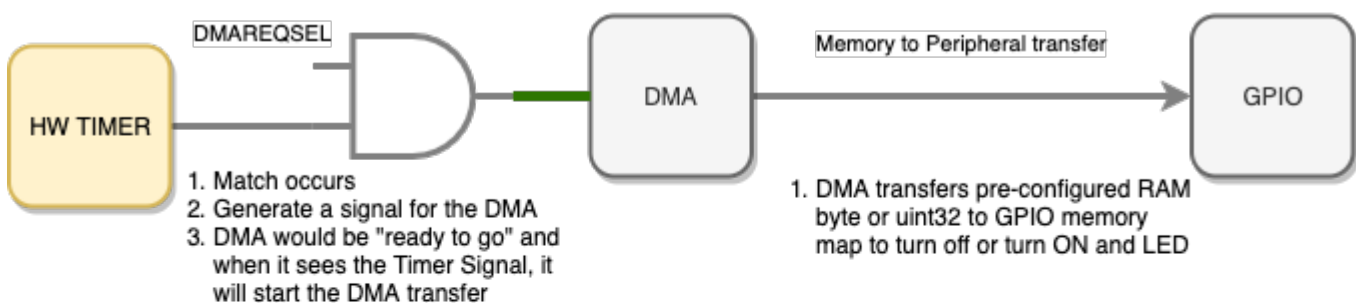 DMAREQSEL
HW TIMER
DMA
Memory to Peripheral transfer
GPIO
1. Match occurs
2. Generate a signal for the DMA
3. DMA would be "ready to go" and
when it sees the Timer Signal, it
will start the DMA transfer
1. DMA transfers pre-configured RAM
byte or uint32 to GPIO memory
map to turn off or turn ON and LED